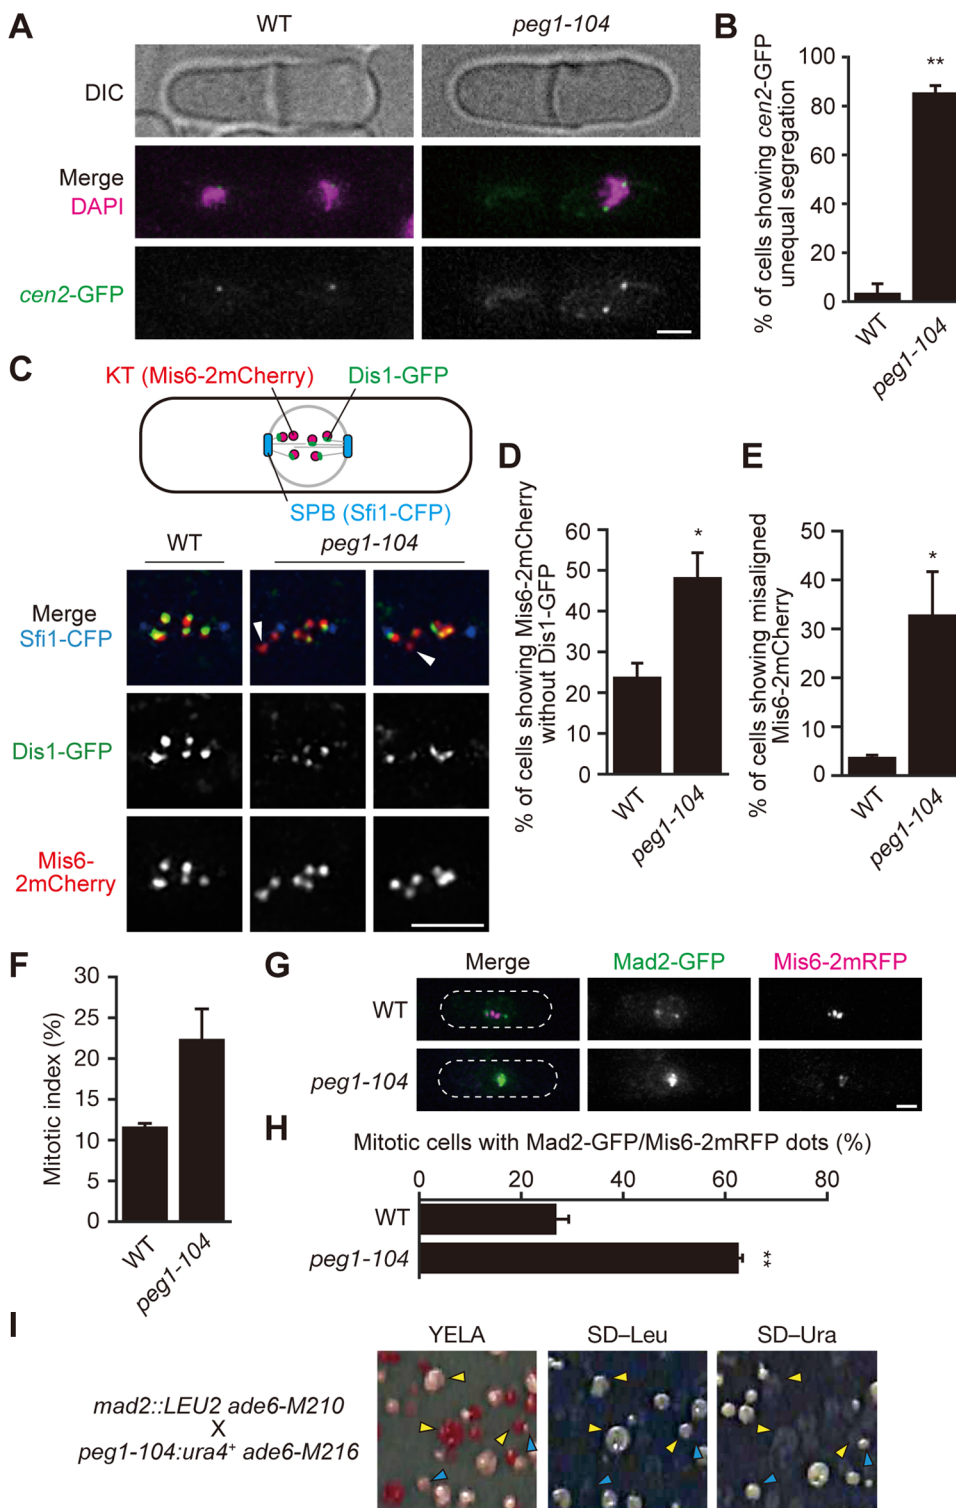 A
WT
peg1-104
DIC
Merge
DAPI
cen2-GFP
B
% of cells showing cen2-GFP
unequal segregation
100
80
60
40
20
0
**
WT
peg1-104
C
KT (Mis6-2mCherry)
Dis1-GFP
SPB (Sfi1-CFP)
WT
peg1-104
Merge
Sfi1-CFP
Dis1-GFP
Mis6-
2mCherry
D
% of cells showing Mis6-2mCherry
without Dis1-GFP
60
50
40
30
20
10
0
*
WT
peg1-104
E
% of cells showing misaligned
Mis6-2mCherry
50
40
30
20
10
0
*
WT
peg1-104
F
Mitotic index (%)
30
25
20
15
10
5
0
WT
peg1-104
G
Merge
Mad2-GFP
Mis6-2mRFP
WT
peg1-104
H
Mitotic cells with Mad2-GFP/Mis6-2mRFP dots (%)
0 20 40 60 80
WT
peg1-104
**
I
YELA
SD–Leu
SD–Ura
mad2::LEU2 ade6-M210
X
peg1-104:ura4+ ade6-M216